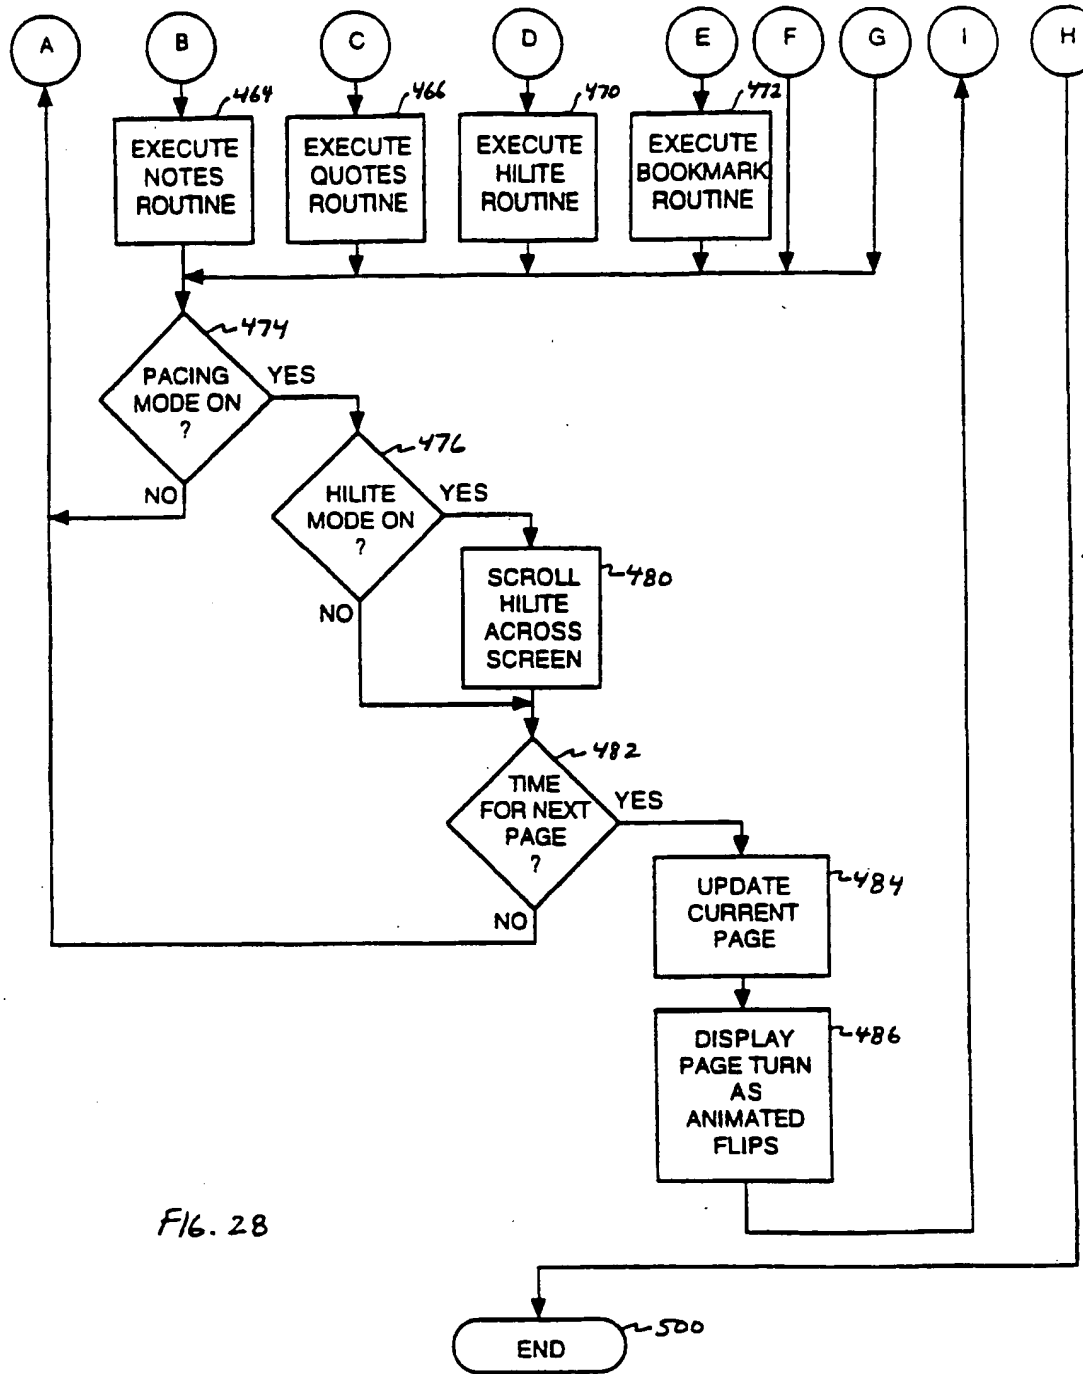 A B C D E F G I H
464 466 470 472
EXECUTE
NOTES
ROUTINE
EXECUTE
QUOTES
ROUTINE
EXECUTE
HILITE
ROUTINE
EXECUTE
BOOKMARK
ROUTINE
474
PACING
MODE ON
?
YES
NO
476
HILITE
MODE ON
?
YES
NO
480
SCROLL
HILITE
ACROSS
SCREEN
482
TIME
FOR NEXT
PAGE
?
YES
NO
484
UPDATE
CURRENT
PAGE
486
DISPLAY
PAGE TURN
AS
ANIMATED
FLIPS
FIG. 28
500
END